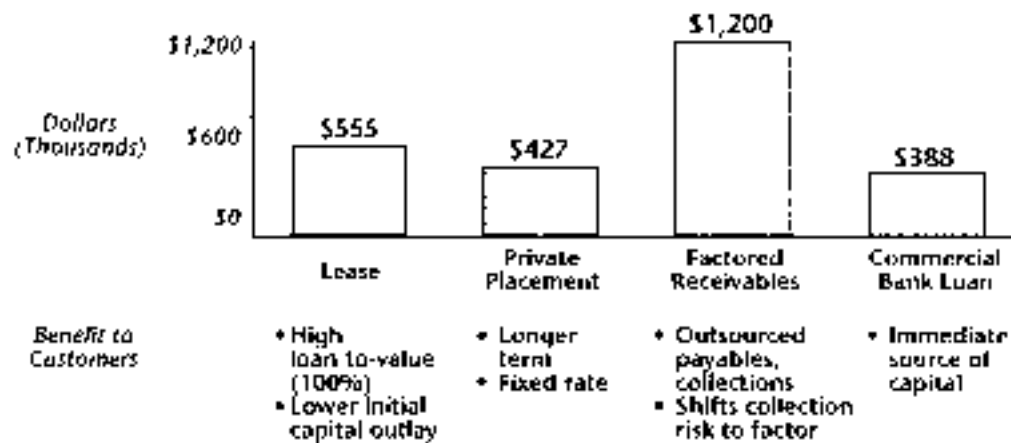 $1,200
$1,200
Dollars
(Thousands)
$600
$555
$427
$388
$0
Lease
Private
Placement
Factored
Receivables
Commercial
Bank Loan
Benefit to
Customers
• High
loan to-value
(100%)
• Lower initial
capital outlay
• Longer
term
• Fixed rate
• Outsourced
payables,
collections
• Shifts collection
risk to factor
• Immediate
source of
capital